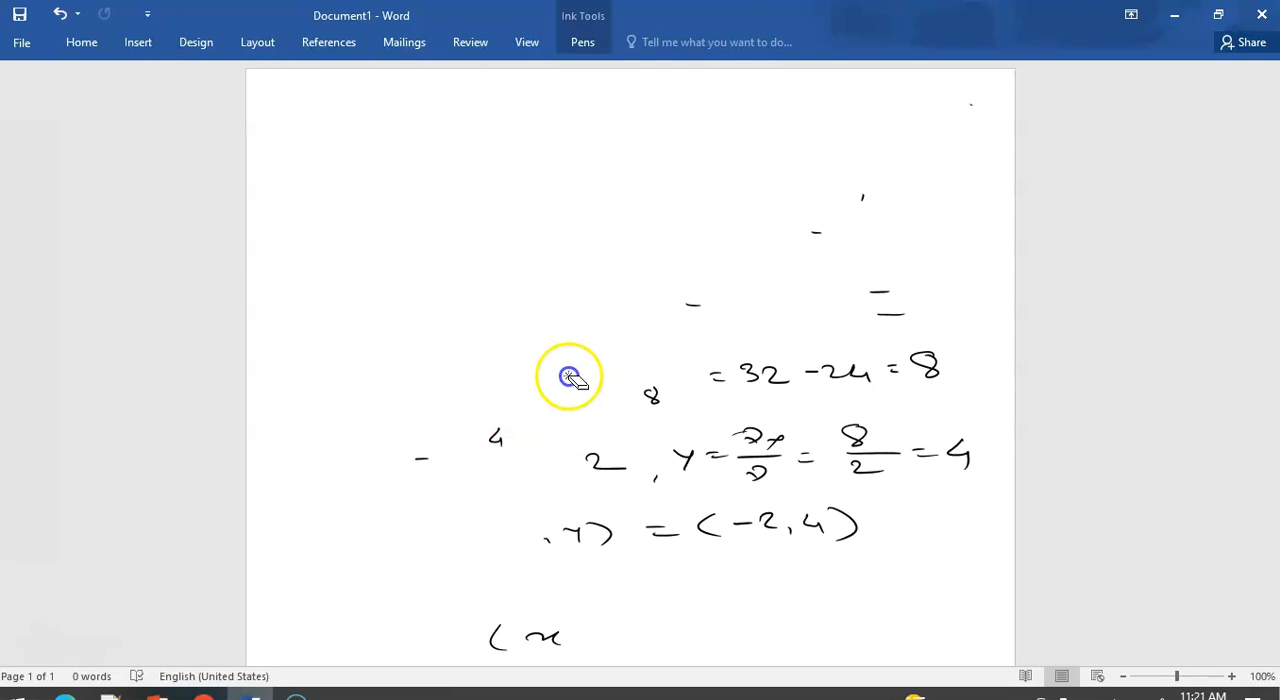 Document1 - Word
Ink Tools
File Home Insert Design Layout References Mailings Review View Pens Tell me what you want to do... Share
-
-
=
8 = 32 - 24 = 8
- 4 2 , y = Dy/D = 8/2 = 4
, y) = (-2, 4)
( x
Page 1 of 1 0 words English (United States) 100%
11:21 AM